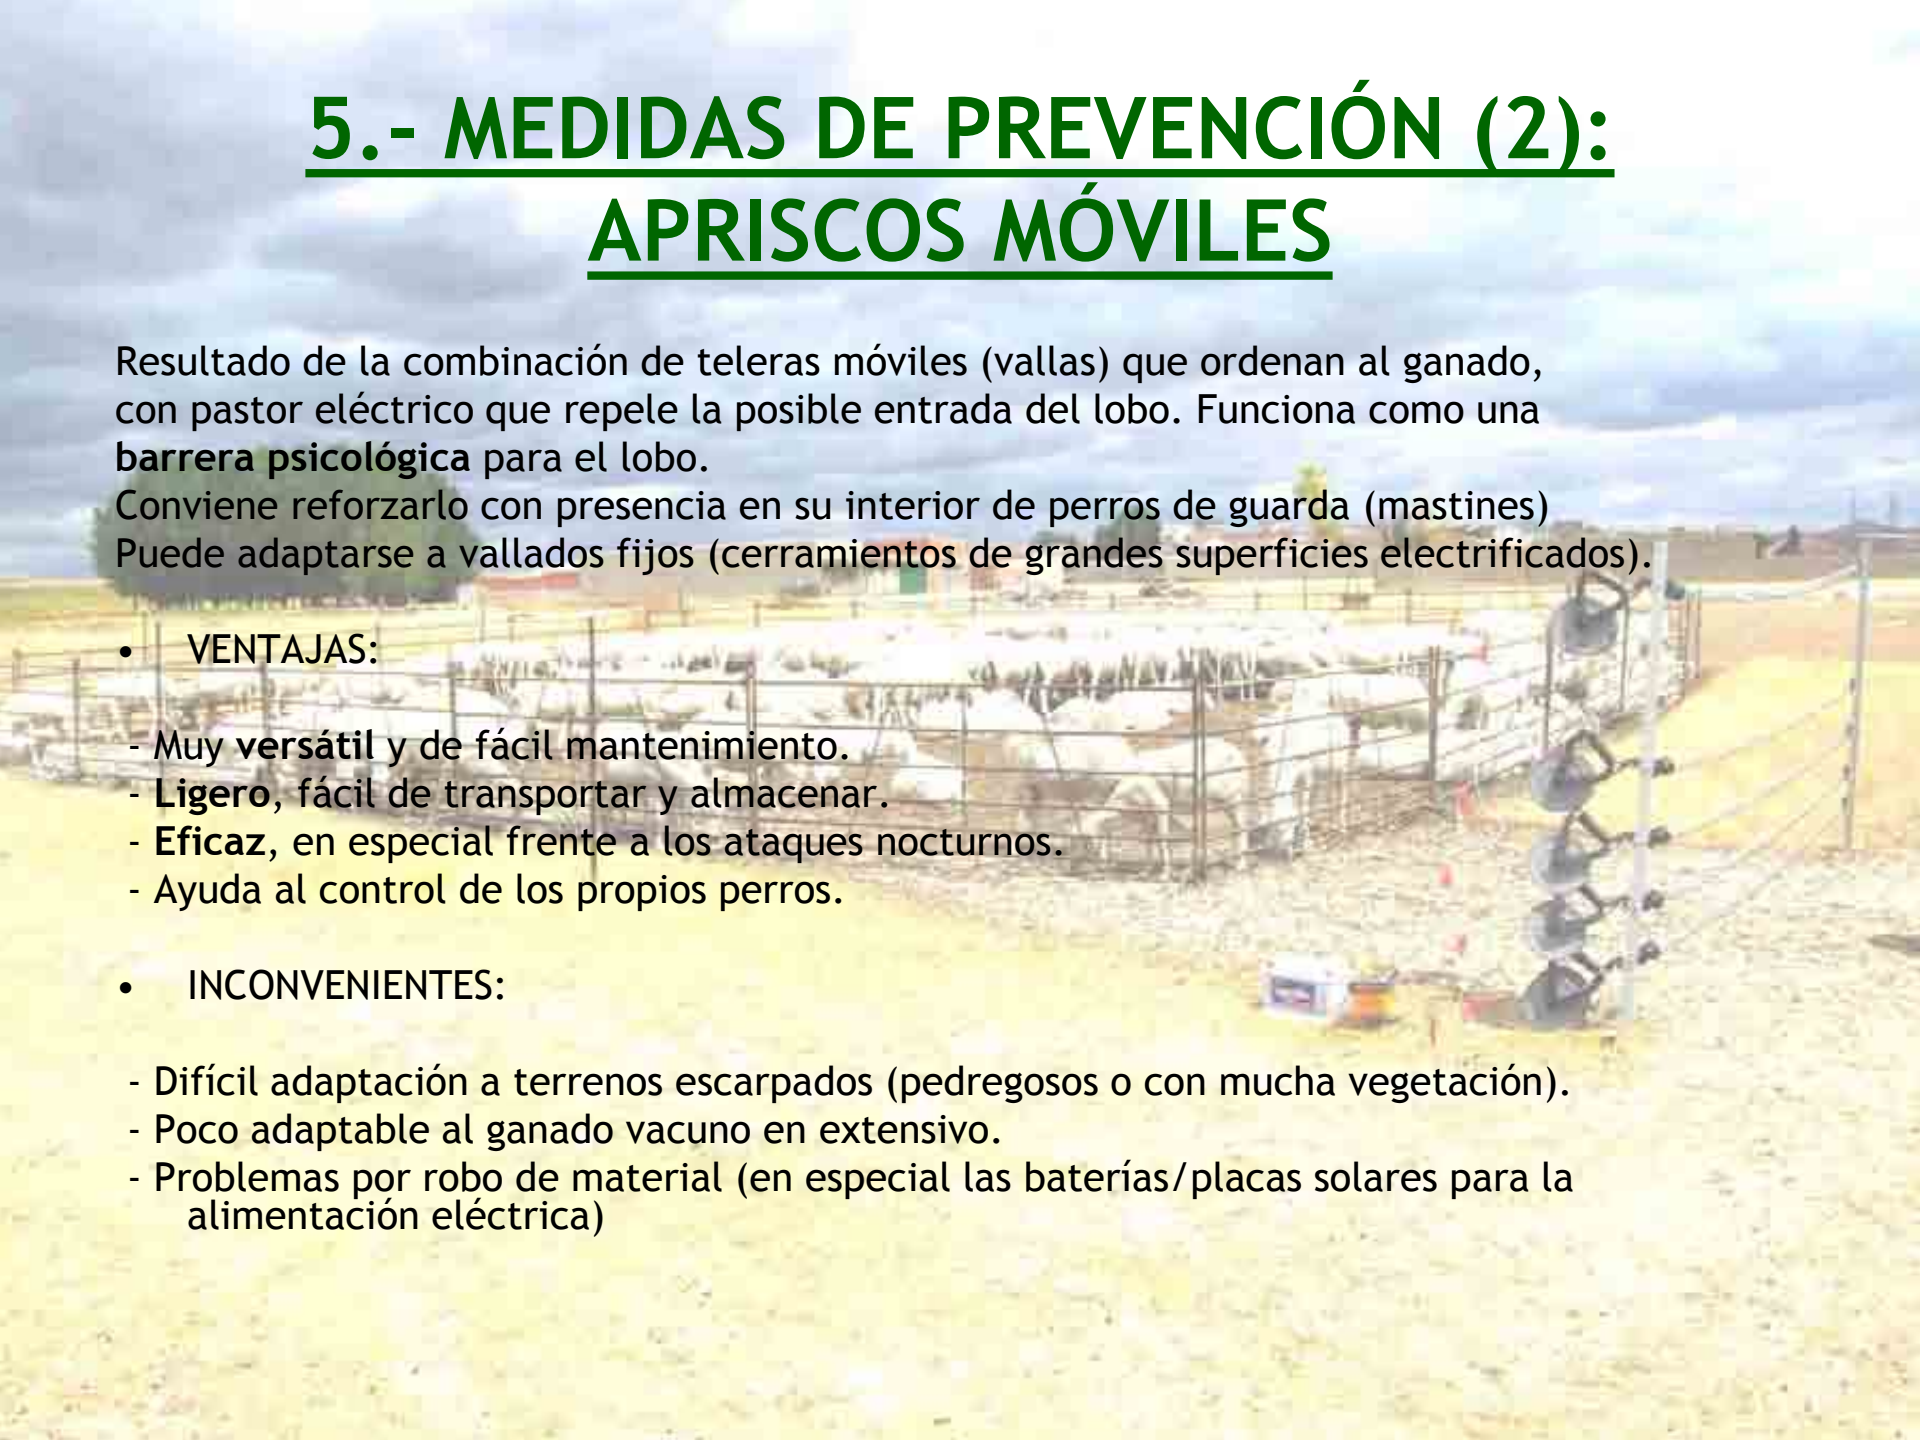 5.- MEDIDAS DE PREVENCIÓN (2):
APRISCOS MÓVILES
Resultado de la combinación de teleras móviles (vallas) que ordenan al ganado,
con pastor eléctrico que repele la posible entrada del lobo. Funciona como una
barrera psicológica para el lobo.
Conviene reforzarlo con presencia en su interior de perros de guarda (mastines)
Puede adaptarse a vallados fijos (cerramientos de grandes superficies electrificados).
• VENTAJAS:
- Muy versátil y de fácil mantenimiento.
- Ligero, fácil de transportar y almacenar.
- Eficaz, en especial frente a los ataques nocturnos.
- Ayuda al control de los propios perros.
• INCONVENIENTES:
- Difícil adaptación a terrenos escarpados (pedregosos o con mucha vegetación).
- Poco adaptable al ganado vacuno en extensivo.
- Problemas por robo de material (en especial las baterías/placas solares para la
alimentación eléctrica)